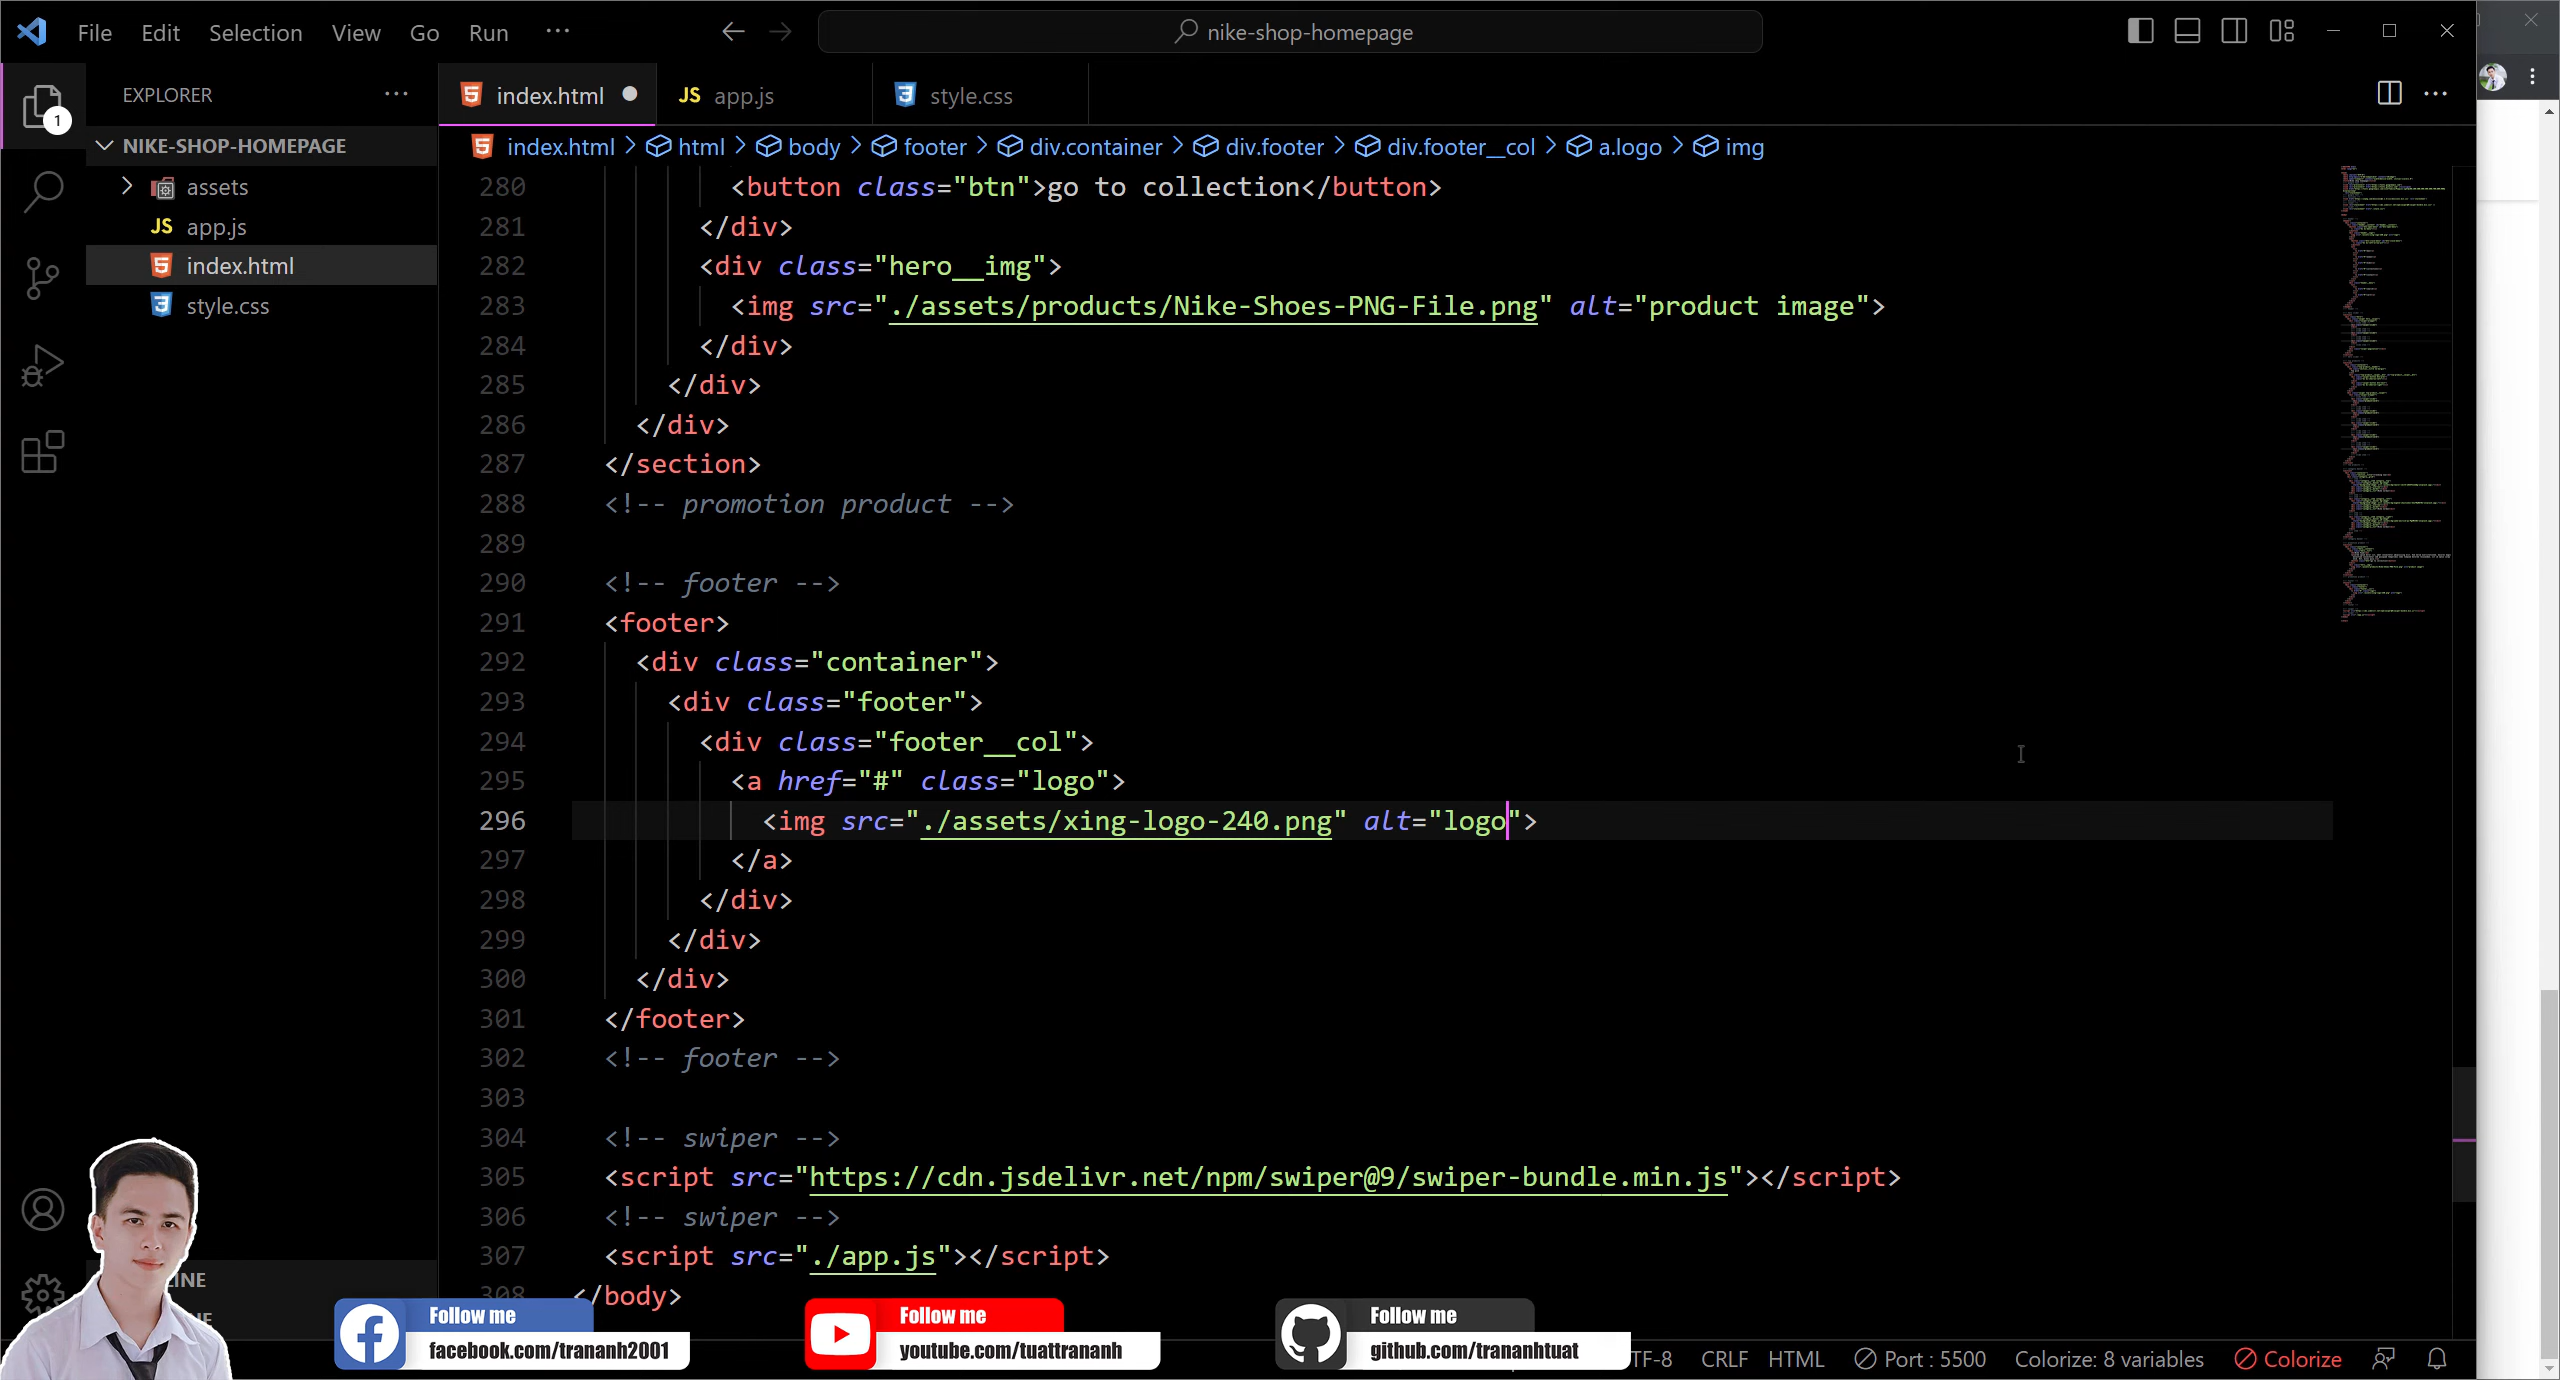 File Edit Selection View Go Run ···
nike-shop-homepage
EXPLORER
1
NIKE-SHOP-HOMEPAGE
assets
JS app.js
index.html
style.css
index.html
JS app.js
style.css
index.html > html > body > footer > div.container > div.footer > div.footer__col > a.logo > img
280 <button class="btn">go to collection</button>
281 </div>
282 <div class="hero__img">
283 <img src="./assets/products/Nike-Shoes-PNG-File.png" alt="product image">
284 </div>
285 </div>
286 </div>
287 </section>
288 <!-- promotion product -->
289
290 <!-- footer -->
291 <footer>
292 <div class="container">
293 <div class="footer">
294 <div class="footer__col">
295 <a href="#" class="logo">
296 <img src="./assets/xing-logo-240.png" alt="logo">
297 </a>
298 </div>
299 </div>
300 </div>
301 </footer>
302 <!-- footer -->
303
304 <!-- swiper -->
305 <script src="https://cdn.jsdelivr.net/npm/swiper@9/swiper-bundle.min.js"></script>
306 <!-- swiper -->
307 <script src="./app.js"></script>
308 </body>
Follow me
facebook.com/trananh2001
Follow me
youtube.com/tuattrananh
Follow me
github.com/trananhtuat
TF-8 CRLF HTML Port : 5500 Colorize: 8 variables Colorize